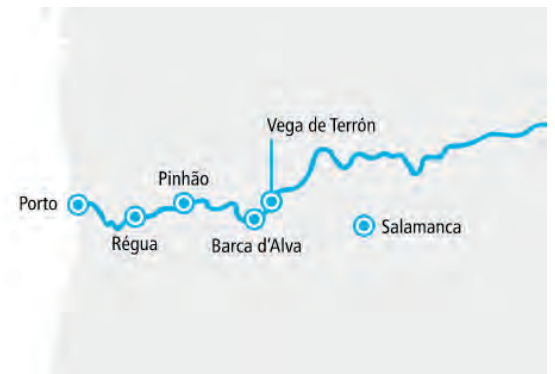 Vega de Terrón
Pinhão
Porto
Régua
Barca d'Alva
Salamanca